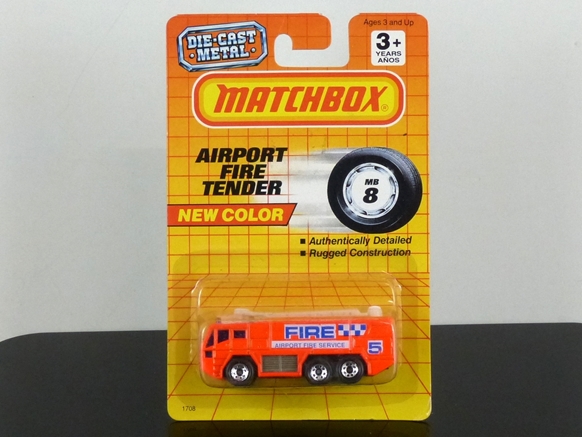 Ages 3 and Up
DIE-CAST
METAL
3+
YEARS
AÑOS
MATCHBOX®
AIRPORT
FIRE
TENDER
MB
8
NEW COLOR
■ Authentically Detailed
■ Rugged Construction
FIRE
AIRPORT FIRE SERVICE
5
1708